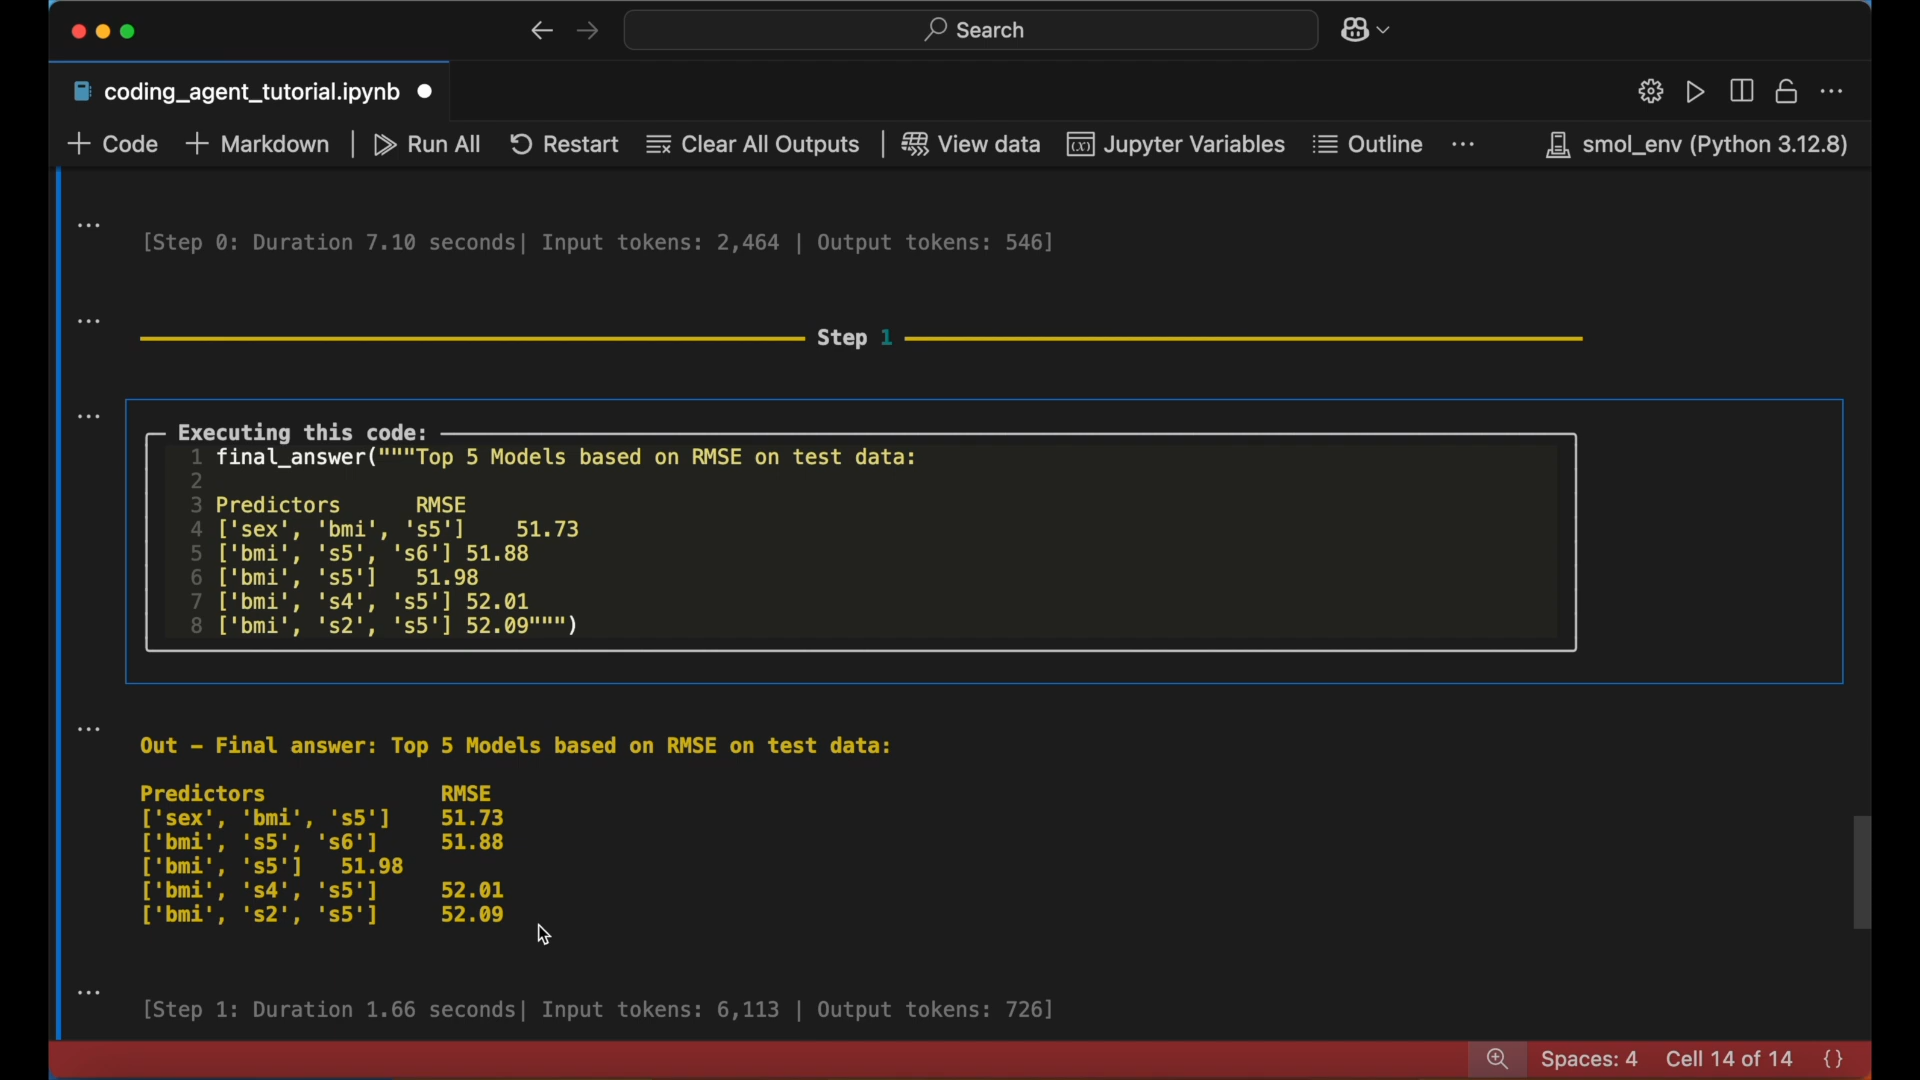 Search
coding_agent_tutorial.ipynb
Code Markdown Run All Restart Clear All Outputs View data Jupyter Variables Outline ... smol_env (Python 3.12.8)
[Step 0: Duration 7.10 seconds| Input tokens: 2,464 | Output tokens: 546]
Step 1
Executing this code:
1 final_answer("""Top 5 Models based on RMSE on test data:
2
3 Predictors      RMSE
4 ['sex', 'bmi', 's5']    51.73
5 ['bmi', 's5', 's6'] 51.88
6 ['bmi', 's5']   51.98
7 ['bmi', 's4', 's5'] 52.01
8 ['bmi', 's2', 's5'] 52.09""")
Out - Final answer: Top 5 Models based on RMSE on test data:
Predictors              RMSE
['sex', 'bmi', 's5']    51.73
['bmi', 's5', 's6']     51.88
['bmi', 's5']   51.98
['bmi', 's4', 's5']     52.01
['bmi', 's2', 's5']     52.09
[Step 1: Duration 1.66 seconds| Input tokens: 6,113 | Output tokens: 726]
Spaces: 4 Cell 14 of 14 {}